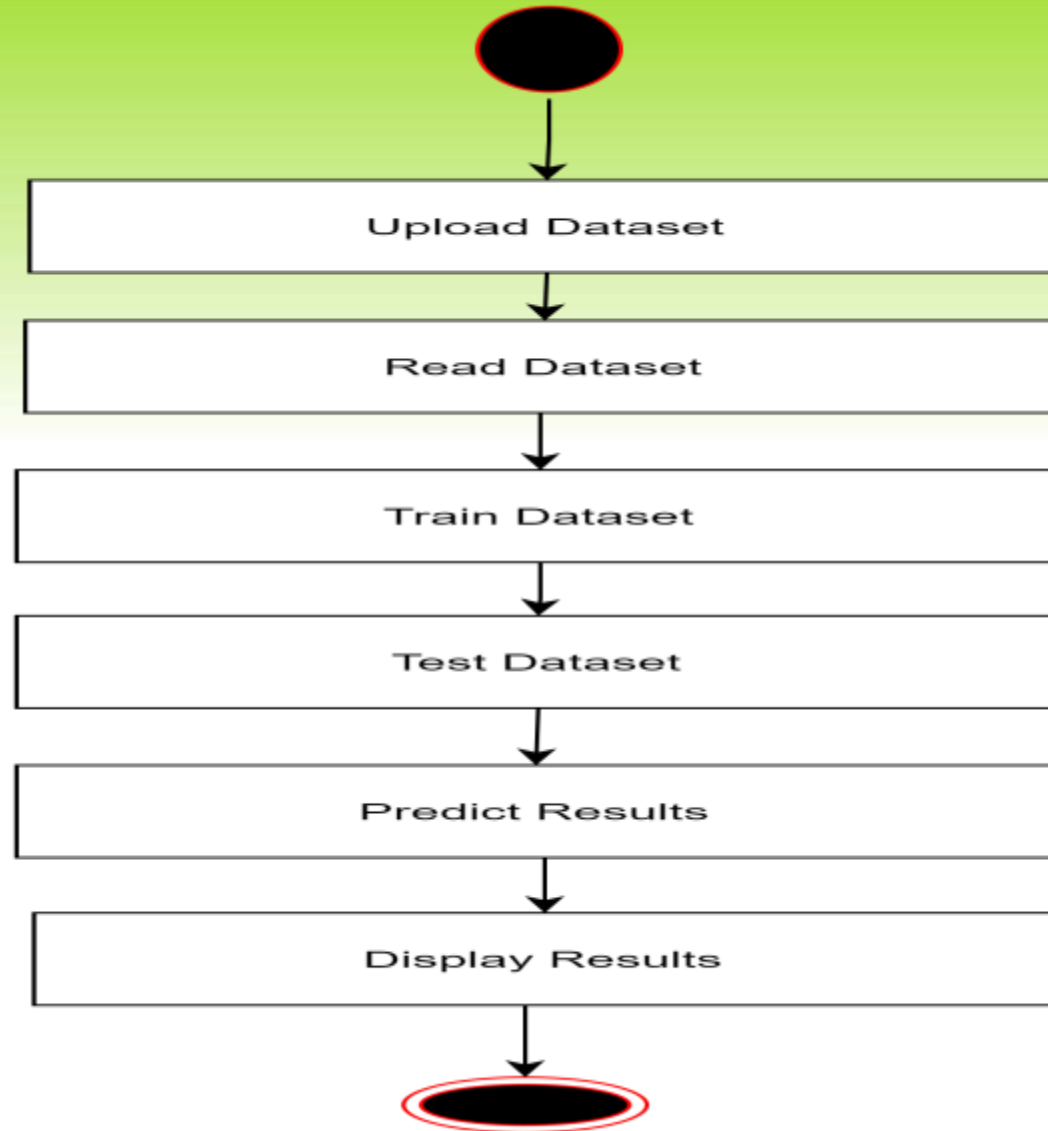 Upload Dataset
Read Dataset
Train Dataset
Test Dataset
Predict Results
Display Results